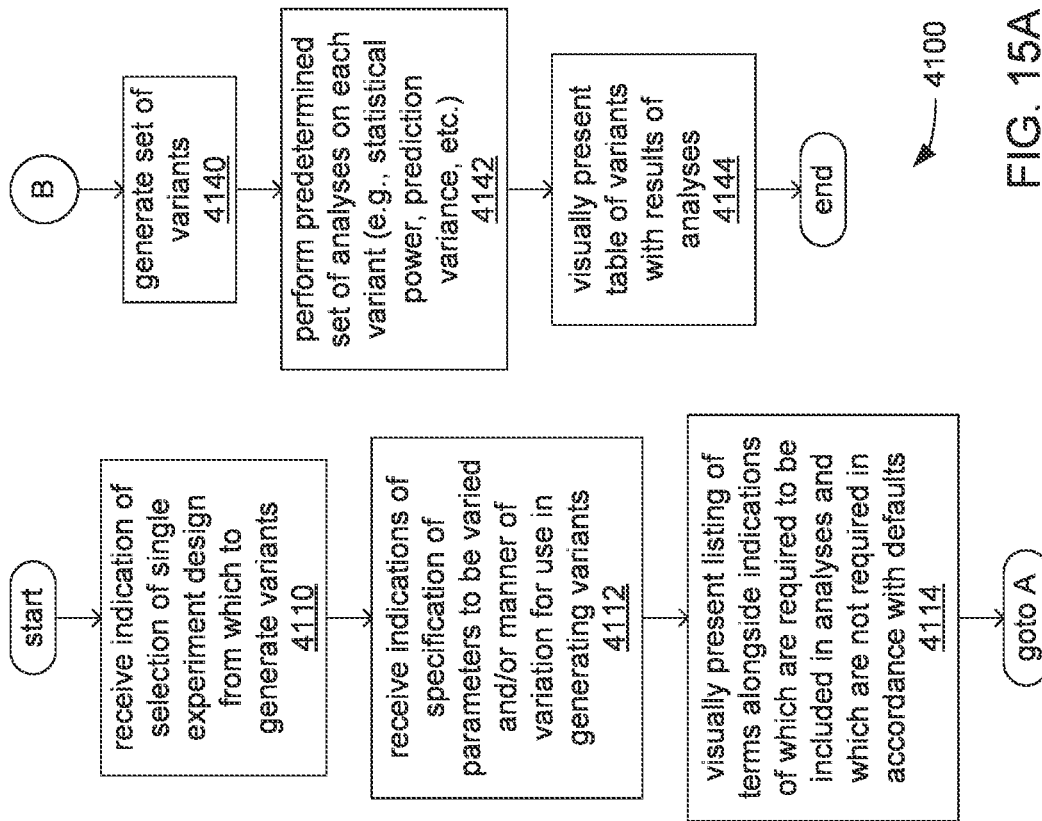 start
receive indication of
selection of single
experiment design
from which to
generate variants
4110
receive indications of
specification of
parameters to be varied
and/or manner of
variation for use in
generating variants
4112
visually present listing of
terms alongside indications
of which are required to be
included in analyses and
which are not required in
accordance with defaults
4114
goto A
B
generate set of
variants
4140
perform predetermined
set of analyses on each
variant (e.g., statistical
power, prediction
variance, etc.)
4142
visually present
table of variants
with results of
analyses
4144
end
4100
FIG. 15A